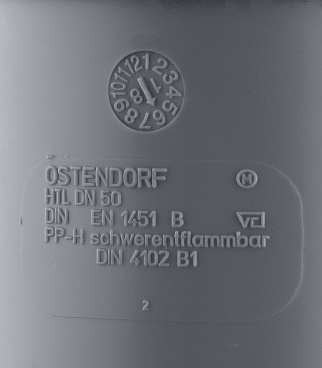 1 2 3 4 5 6 7 8 9 10 11 12
18
OSTENDORF M
HTL DN 50
DIN EN 1451 B
PP-H schwerentflammbar
DIN 4102 B1
2